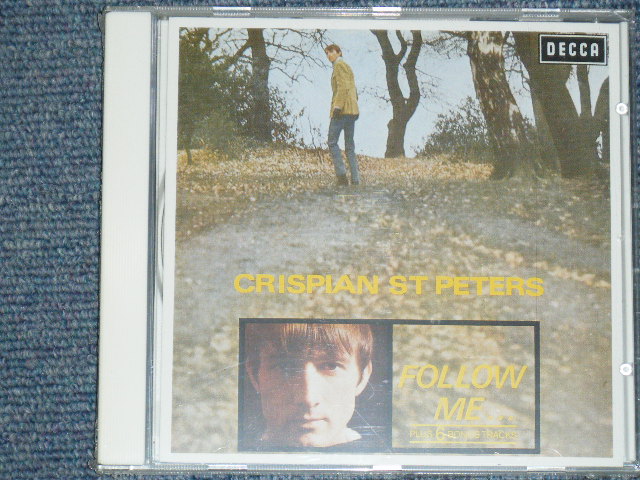 DECCA
CRISPIAN ST PETERS
FOLLOW
ME...
PLUS 6 BONUS TRACKS